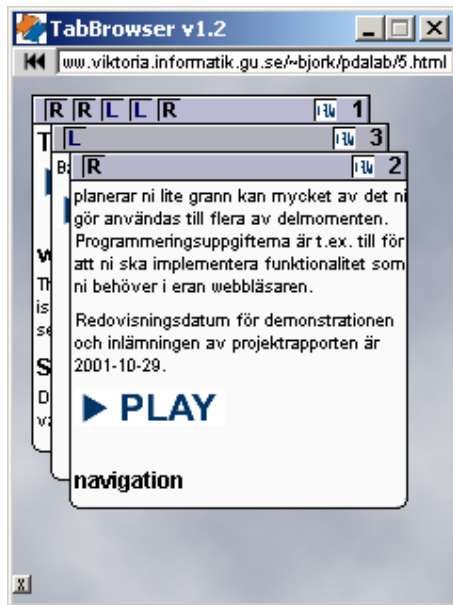 TabBrowser v1.2
ww.viktoria.informatik.gu.se/~bjork/pdalab/5.html
R R L L R 1
L 3
R 2
planerar ni lite grann kan mycket av det ni
gör användas till flera av delmomenten.
Programmeringsuppgifterna är t.ex. till för
att ni ska implementera funktionalitet som
ni behöver i eran webbläsaren.
Redovisningsdatum för demonstrationen
och inlämningen av projektrapporten är
2001-10-29.
PLAY
navigation
X